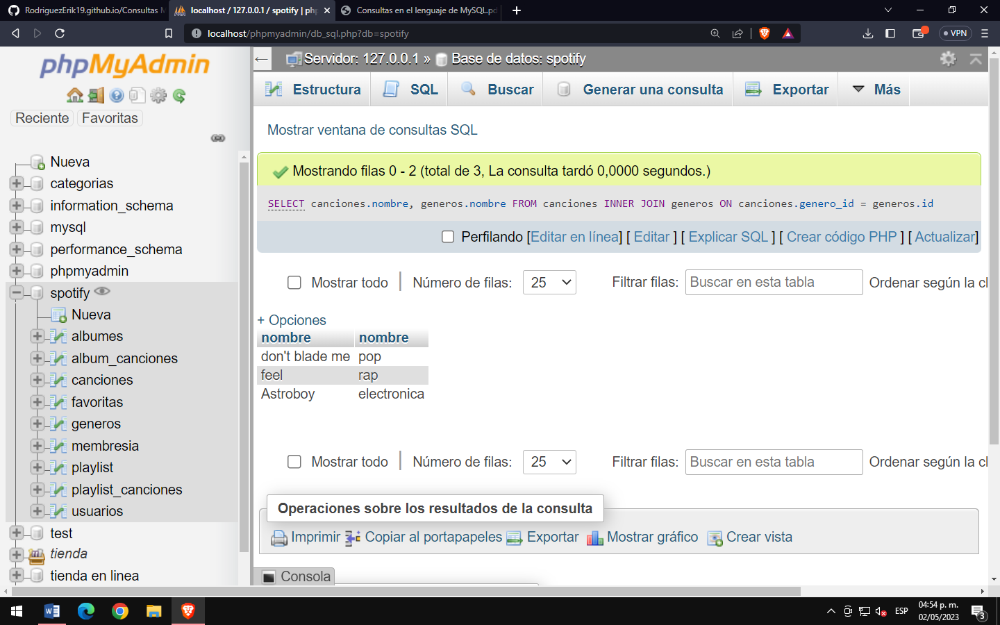 RodriguezErik19.github.io/Consultas M
localhost / 127.0.0.1 / spotify | php
Consultas en el lenguaje de MySQL.pd
localhost/phpmyadmin/db_sql.php?db=spotify
VPN
phpMyAdmin
Reciente
Favoritas
Nueva
categorias
information_schema
mysql
performance_schema
phpmyadmin
spotify
Nueva
albumes
album_canciones
canciones
favoritas
generos
membresia
playlist
playlist_canciones
usuarios
test
tienda
tienda en linea
Servidor: 127.0.0.1 » Base de datos: spotify
Estructura
SQL
Buscar
Generar una consulta
Exportar
Más
Mostrar ventana de consultas SQL
Mostrando filas 0 - 2 (total de 3, La consulta tardó 0,0000 segundos.)
SELECT canciones.nombre, generos.nombre FROM canciones INNER JOIN generos ON canciones.genero_id = generos.id
Perfilando [Editar en línea] [ Editar ] [ Explicar SQL ] [ Crear código PHP ] [ Actualizar]
Mostrar todo | Número de filas: 25 Filtrar filas: Buscar en esta tabla Ordenar según la cl
+ Opciones
nombre nombre
don't blade me pop
feel rap
Astroboy electronica
Mostrar todo | Número de filas: 25 Filtrar filas: Buscar en esta tabla Ordenar según la cl
Operaciones sobre los resultados de la consulta
Imprimir Copiar al portapapeles Exportar Mostrar gráfico Crear vista
Consola
ESP
04:54 p. m.
02/05/2023
3